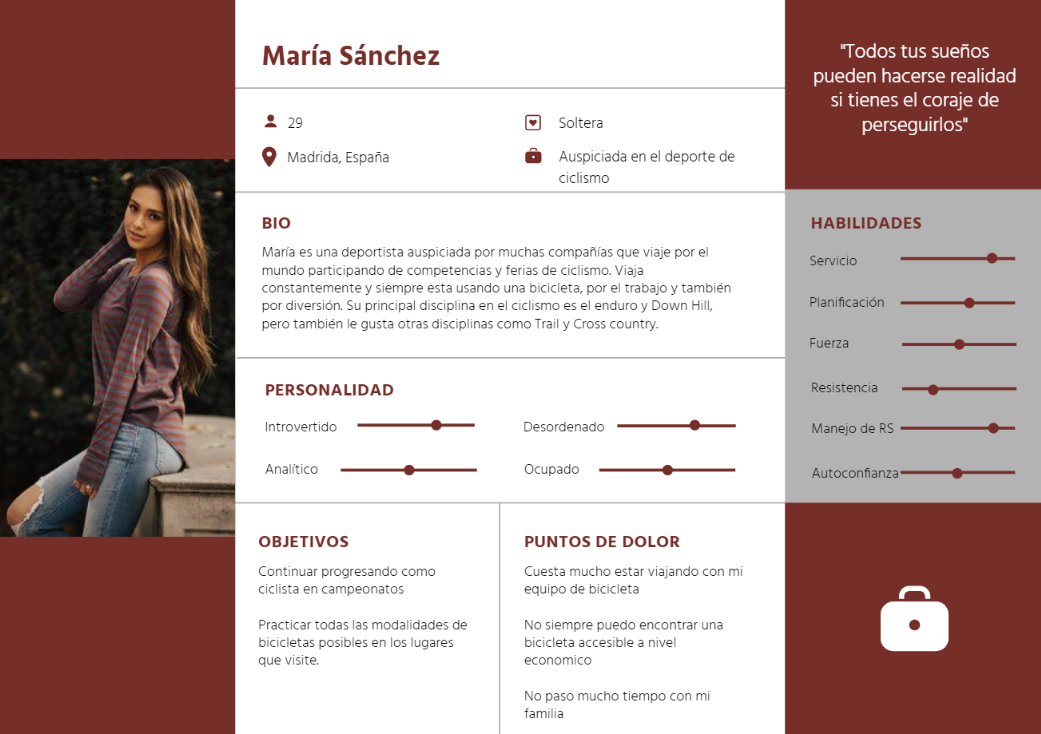 María Sánchez
29
Soltera
Madrida, España
Auspiciada en el deporte de
ciclismo
BIO
María es una deportista auspiciada por muchas compañías que viaje por el
mundo participando de competencias y ferias de ciclismo. Viaja
constantemente y siempre esta usando una bicicleta, por el trabajo y también
por diversión. Su principal disciplina en el ciclismo es el enduro y Down Hill,
pero también le gusta otras disciplinas como Trail y Cross country.
PERSONALIDAD
Introvertido
Desordenado
Analítico
Ocupado
OBJETIVOS
Continuar progresando como
ciclista en campeonatos
Practicar todas las modalidades de
bicicletas posibles en los lugares
que visite.
PUNTOS DE DOLOR
Cuesta mucho estar viajando con mi
equipo de bicicleta
No siempre puedo encontrar una
bicicleta accesible a nivel
economico
No paso mucho tiempo con mi
familia
"Todos tus sueños
pueden hacerse realidad
si tienes el coraje de
perseguirlos"
HABILIDADES
Servicio
Planificación
Fuerza
Resistencia
Manejo de RS
Autoconfianza